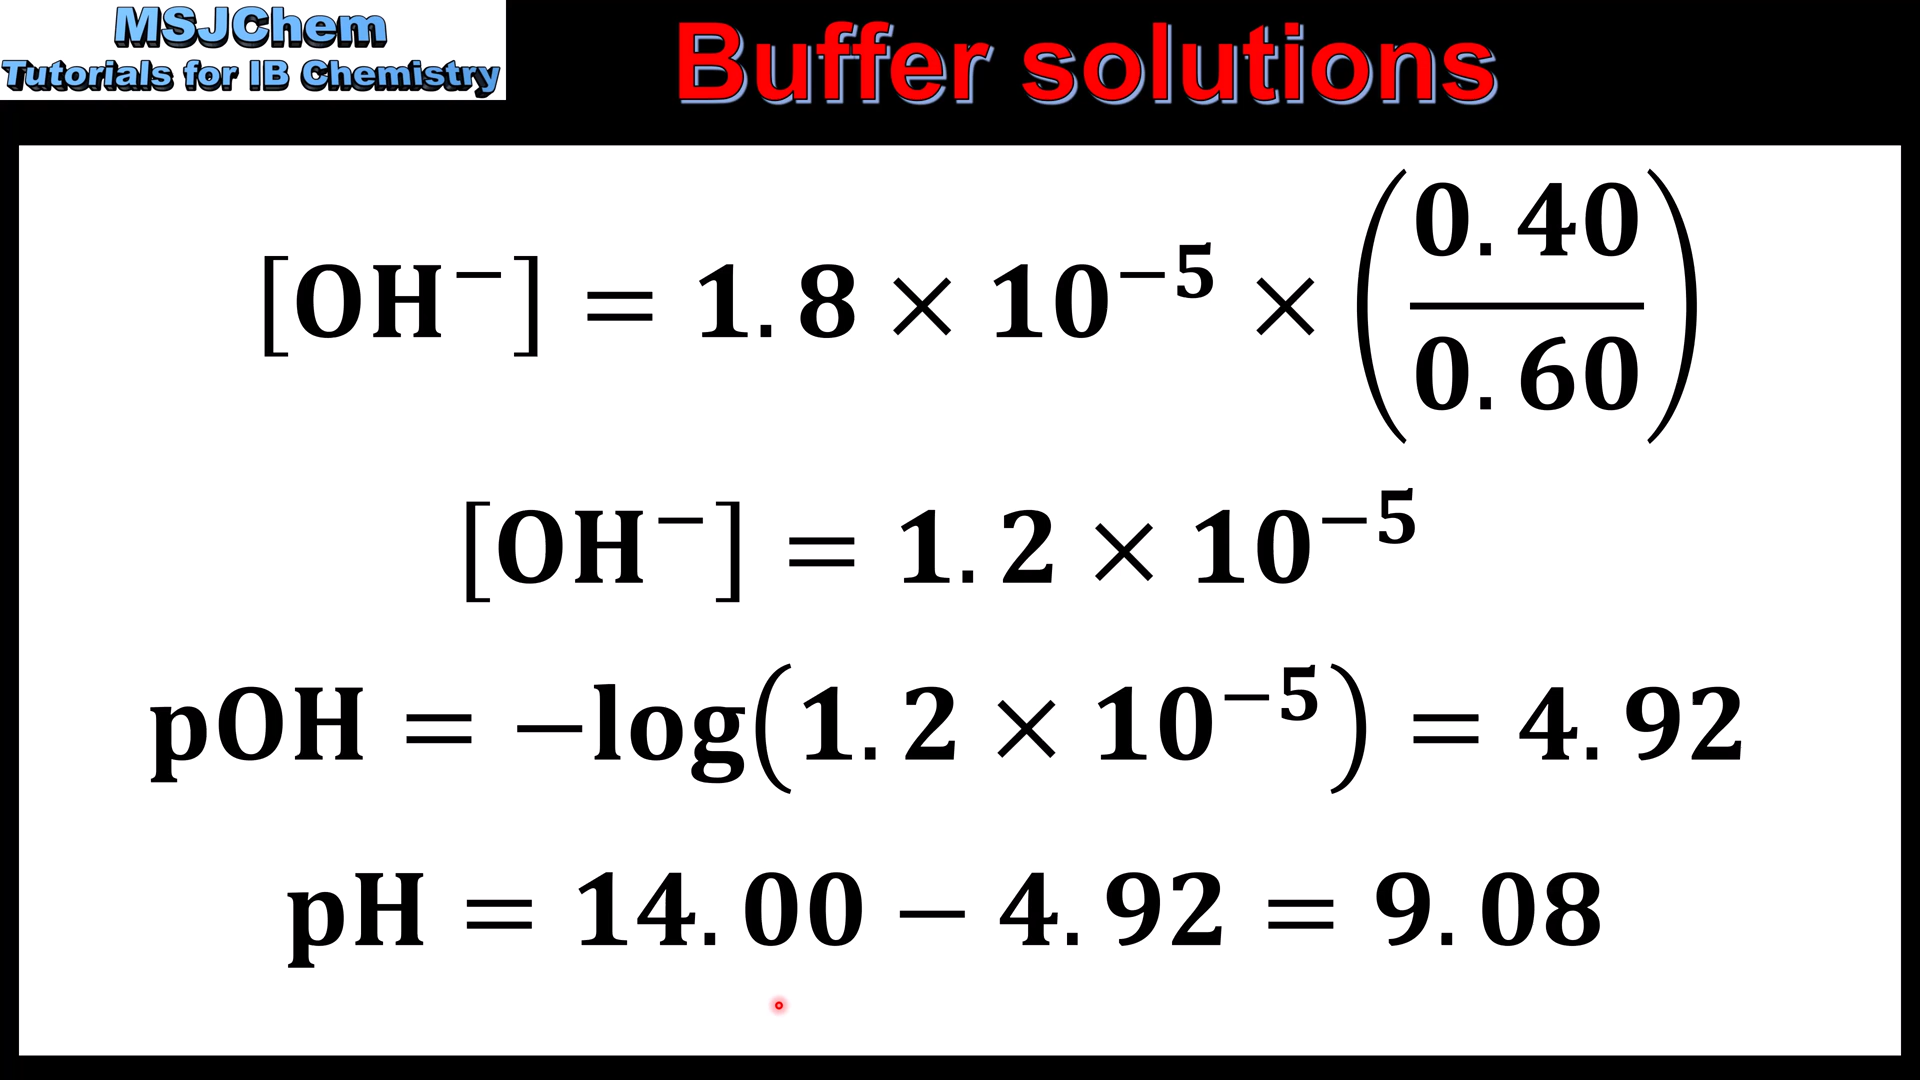 MSJChem
Tutorials for IB Chemistry
Buffer solutions
[OH⁻] = 1.8 × 10⁻⁵ × (0.40/0.60)
[OH⁻] = 1.2 × 10⁻⁵
pOH = −log(1.2 × 10⁻⁵) = 4.92
pH = 14.00 − 4.92 = 9.08